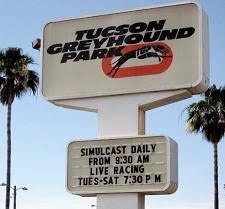 TUCSON
GREYHOUND
PARK
SIMULCAST DAILY
FROM 9:30 AM
LIVE RACING
TUES-SAT 7:30 P M